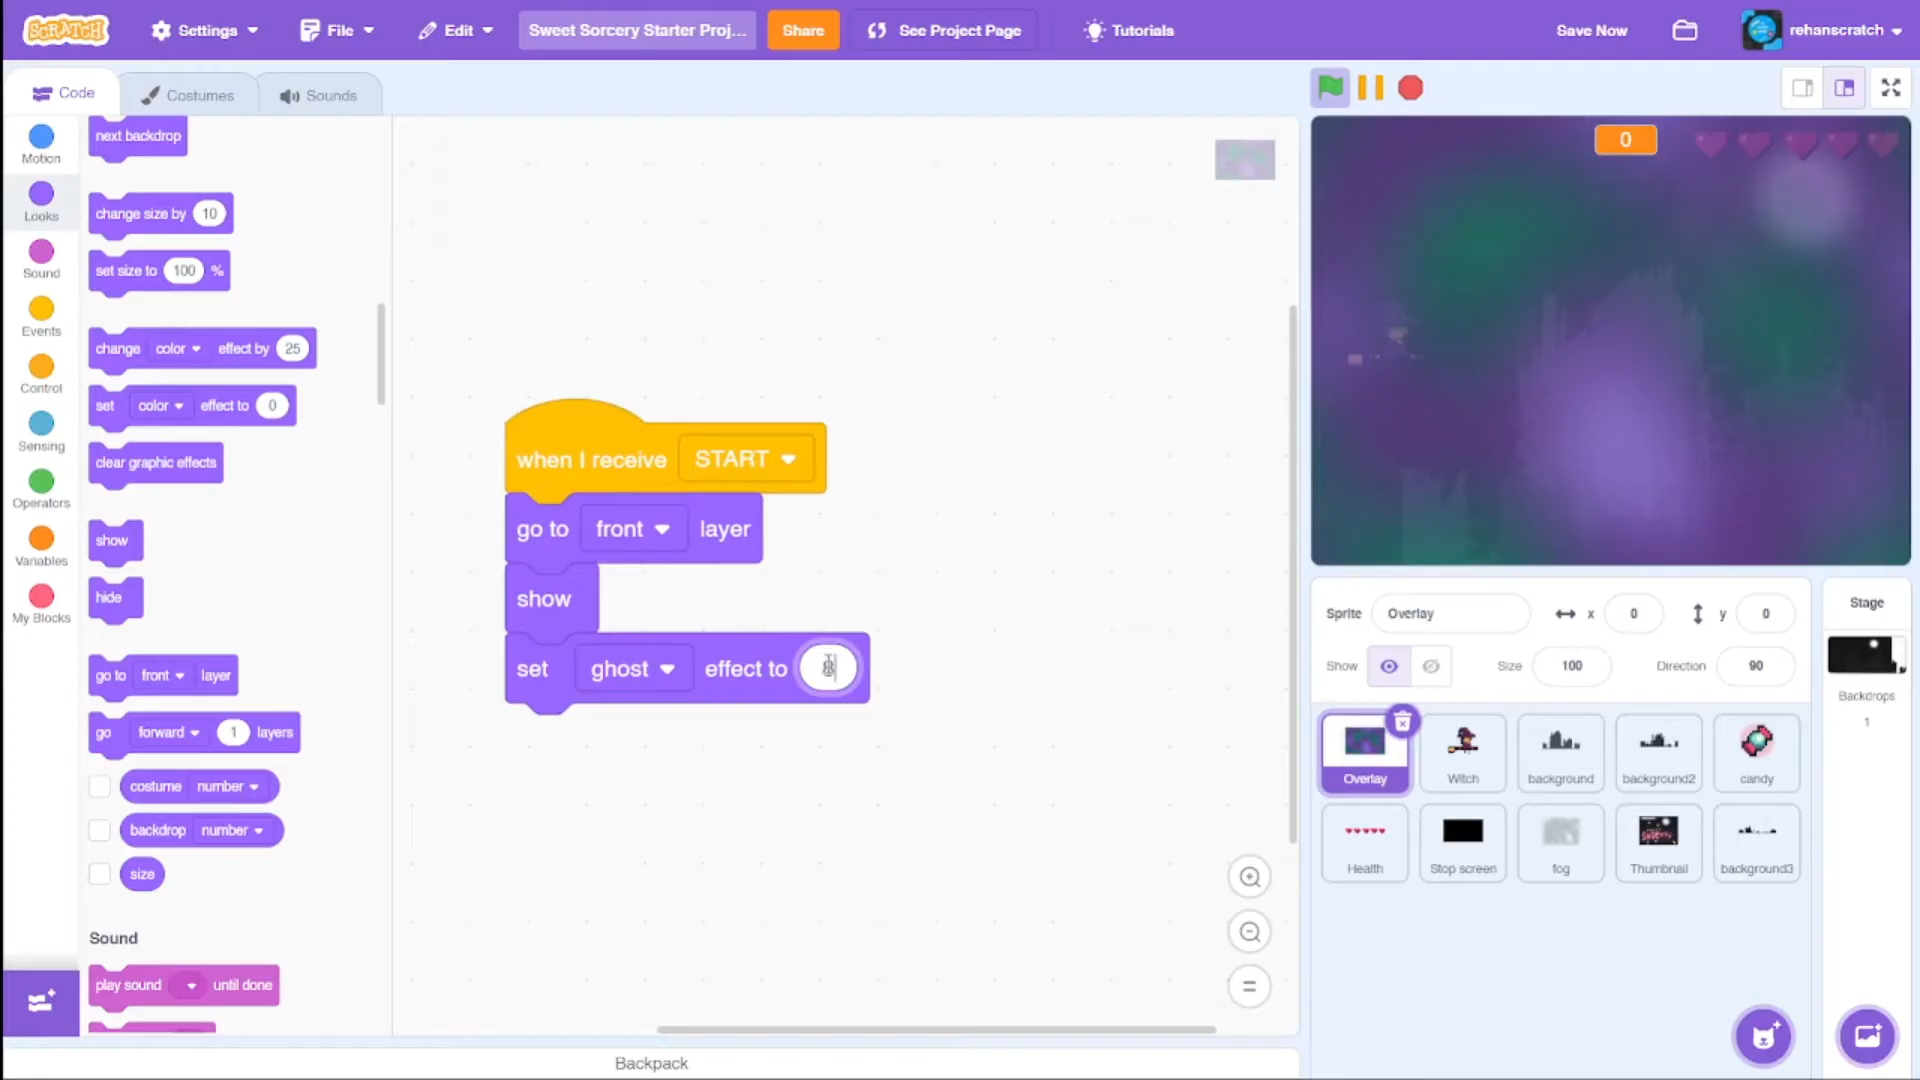 SCRATCH
Settings
File
Edit
Sweet Sorcery Starter Proj...
Share
See Project Page
Tutorials
Save Now
rehanscratch
Code
Costumes
Sounds
Motion
Looks
Sound
Events
Control
Sensing
Operators
Variables
My Blocks
next backdrop
change size by 10
set size to 100 %
change color effect by 25
set color effect to 0
clear graphic effects
show
hide
go to front layer
go forward 1 layers
costume number
backdrop number
size
Sound
play sound until done
when I receive START
go to front layer
show
set ghost effect to
Backpack
0
Sprite Overlay x 0 y 0
Show Size 100 Direction 90
Overlay
Witch
background
background2
candy
Health
Stop screen
fog
Thumbnail
background3
Stage
Backdrops
1